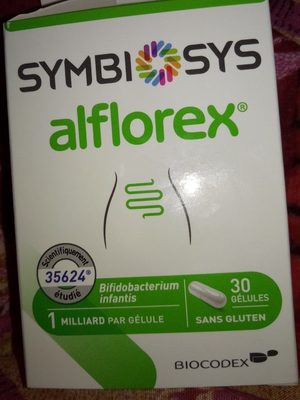 SYMBIOSYS
alflorex®
Scientifiquement
35624®
étudié
Bifidobacterium
infantis
30
GÉLULES
1 MILLIARD PAR GÉLULE
SANS GLUTEN
BIOCODEX